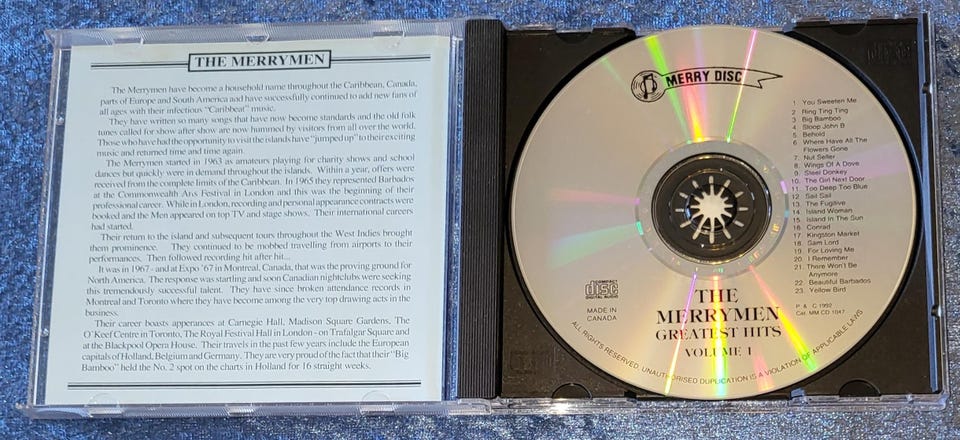 THE MERRYMEN
The Merrymen have become a household name throughout the Caribbean, Canada,
parts of Europe and South America and have successfully continued to add new fans of
all ages with their infectious "Caribbeat" music.
They have written so many songs that have now become standards and the old folk
tunes called for show after show are now hummed by visitors from all over the world.
Those who have had the opportunity to visit the islands have "jumped up" to their exciting
music and returned time and time again.
The Merrymen started in 1963 as amateurs playing for charity shows and school
dances but quickly were in demand throughout the islands. Within a year, offers were
received from the complete limits of the Caribbean. In 1965 they represented Barbados
at the Commonwealth Arts Festival in London and this was the beginning of their
professional career. While in London, recording and personal appearance contracts were
booked and the Men appeared on top TV and stage shows. Their international careers
had started.
Their return to the island and subsequent tours throughout the West Indies brought
them prominence. They continued to be mobbed travelling from airports to their
performances. Then followed recording hit after hit...
It was in 1967 - and at Expo '67 in Montreal, Canada, that was the proving ground for
North America. The response was startling and soon Canadian nightclubs were seeking
this tremendously successful talent. They have since broken attendance records in
Montreal and Toronto where they have become among the very top drawing acts in the
business.
Their career boasts apperances at Carnegie Hall, Madison Square Gardens, The
O'Keef Centre in Toronto, The Royal Festival Hall in London - on Trafalgar Square and
at the Blackpool Opera House. Their travels in the past few years include the European
capitals of Holland, Belgium and Germany. They are very proud of the fact that their "Big
Bamboo" held the No. 2 spot on the charts in Holland for 16 straight weeks.
MERRY DISC
1 You Sweeten Me
2 Ring Ting Ting
3 Big Bamboo
4 Sloop John B
5 Behold
6 Where Have All The
Flowers Gone
7 Nut Seller
8 Wings Of A Dove
9 Steel Donkey
10 The Girl Next Door
11 Too Deep Too Blue
12 Sail Sail
13 The Fugitive
14 Island Woman
15 Island In The Sun
16 Conrad
17 Kingston Market
18 Sam Lord
19 For Loving Me
20 I Remember
21 There Won't Be
Anymore
22 Beautiful Barbados
23 Yellow Bird
P & C 1992
Cat. MM CD 1047
COMPACT
disc
DIGITAL AUDIO
MADE IN
CANADA
THE
MERRYMEN
GREATEST HITS
VOLUME I
ALL RIGHTS RESERVED. UNAUTHORISED DUPLICATION IS A VIOLATION OF APPLICABLE LAWS